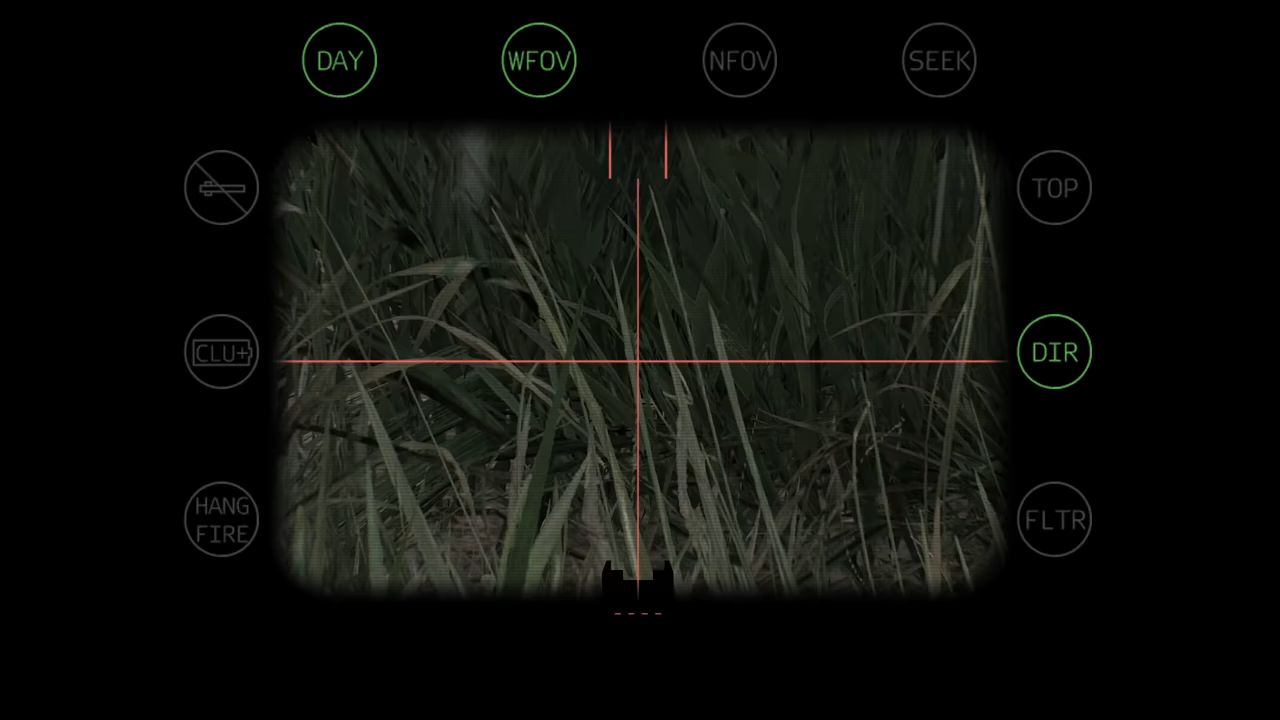 DAY
WFOV
NFOV
SEEK
TOP
CLU+
DIR
HANG
FIRE
FLTR
----